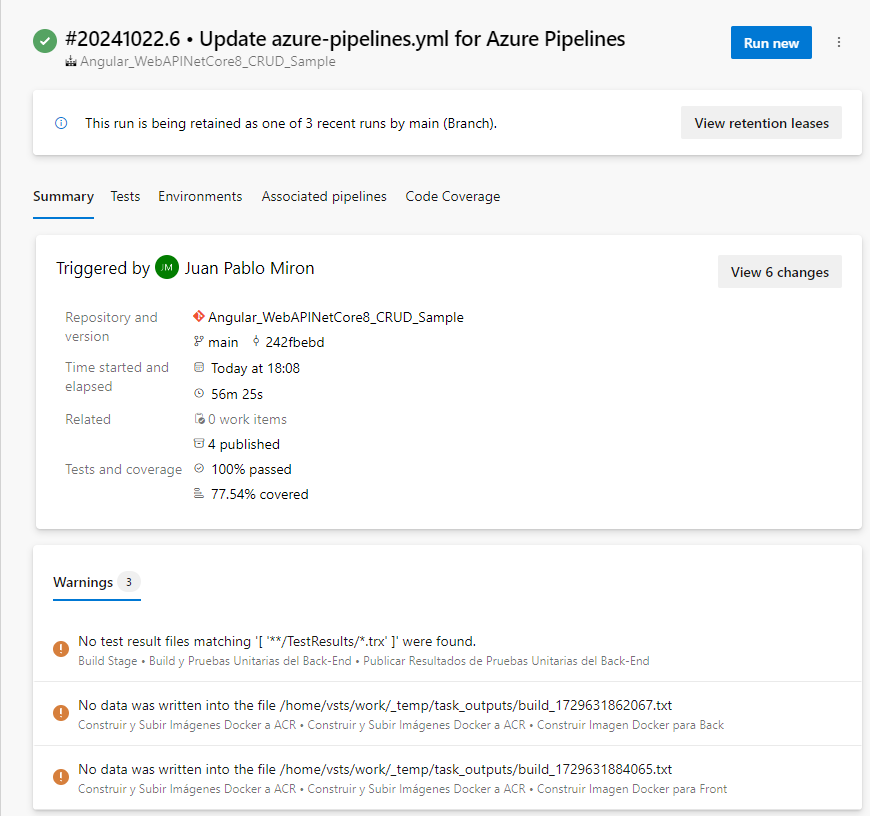 #20241022.6 • Update azure-pipelines.yml for Azure Pipelines
Run new
Angular_WebAPINetCore8_CRUD_Sample
This run is being retained as one of 3 recent runs by main (Branch).
View retention leases
Summary Tests Environments Associated pipelines Code Coverage
Triggered by JM Juan Pablo Miron
View 6 changes
Repository and version
Angular_WebAPINetCore8_CRUD_Sample
main 242fbebd
Time started and elapsed
Today at 18:08
56m 25s
Related
0 work items
4 published
Tests and coverage
100% passed
77.54% covered
Warnings 3
No test result files matching '[ '**/TestResults/*.trx' ]' were found.
Build Stage • Build y Pruebas Unitarias del Back-End • Publicar Resultados de Pruebas Unitarias del Back-End
No data was written into the file /home/vsts/work/_temp/task_outputs/build_1729631862067.txt
Construir y Subir Imágenes Docker a ACR • Construir y Subir Imágenes Docker a ACR • Construir Imagen Docker para Back
No data was written into the file /home/vsts/work/_temp/task_outputs/build_1729631884065.txt
Construir y Subir Imágenes Docker a ACR • Construir y Subir Imágenes Docker a ACR • Construir Imagen Docker para Front